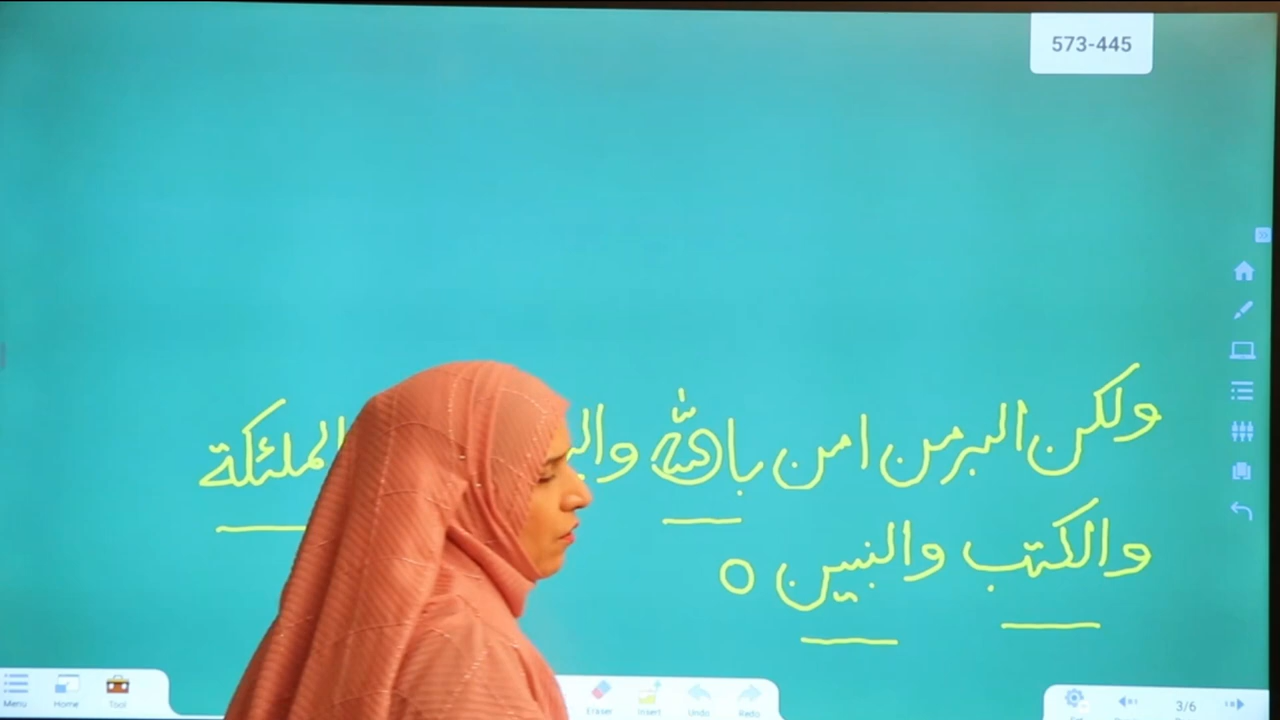 573-445
ولكن البر من امن بالله
الملئكة
والكتب والنبين ०
Menu Home Tool Eraser Insert Undo Redo 3/6